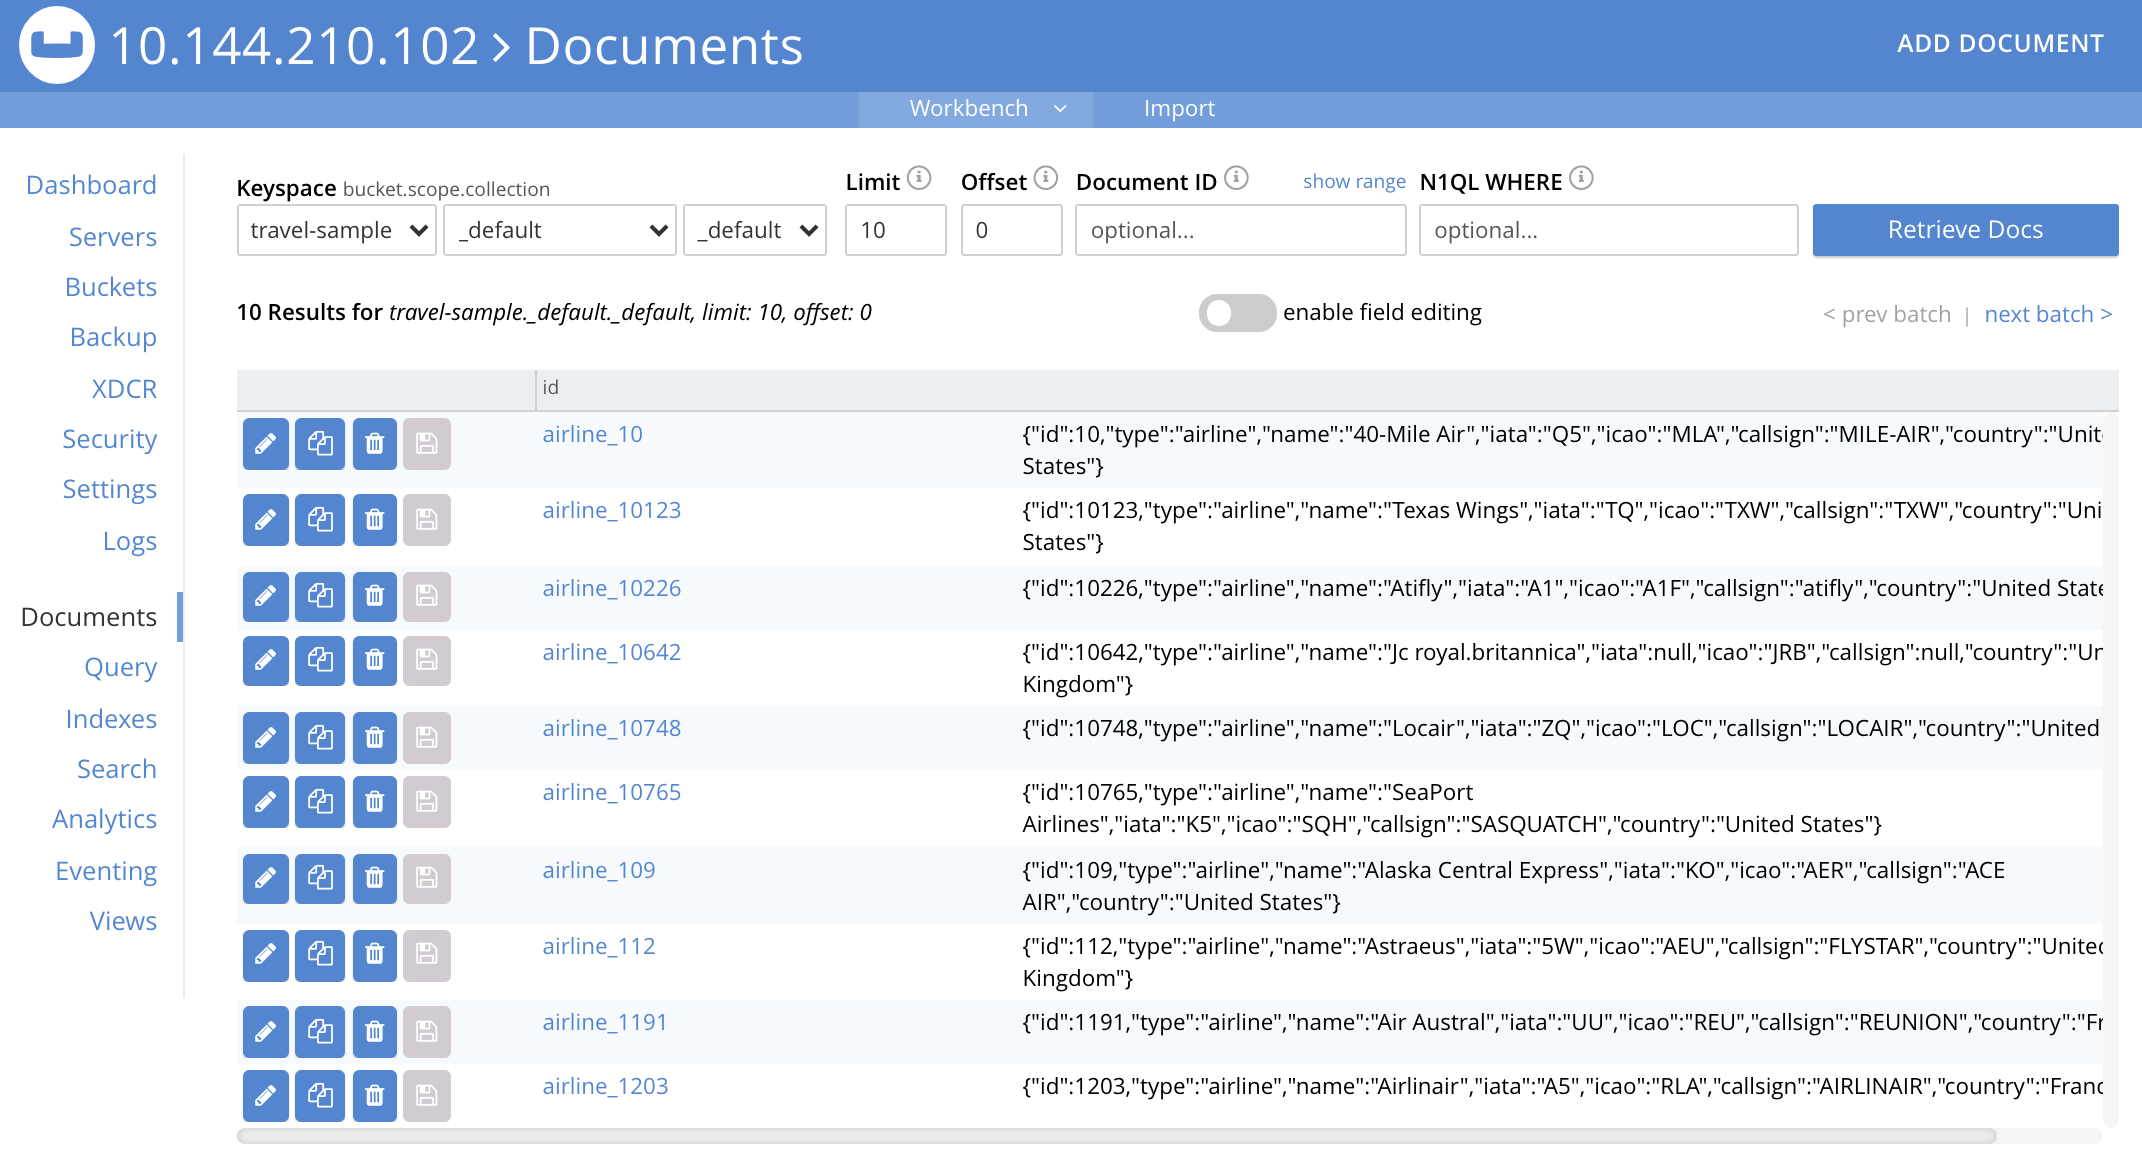 10.144.210.102 > Documents
ADD DOCUMENT
Workbench
Import
Dashboard
Servers
Buckets
Backup
XDCR
Security
Settings
Logs
Documents
Query
Indexes
Search
Analytics
Eventing
Views
Keyspace bucket.scope.collection
Limit
Offset
Document ID
show range
N1QL WHERE
travel-sample
_default
_default
10
0
optional...
optional...
Retrieve Docs
10 Results for travel-sample._default._default, limit: 10, offset: 0
enable field editing
< prev batch | next batch >
id
airline_10
{"id":10,"type":"airline","name":"40-Mile Air","iata":"Q5","icao":"MLA","callsign":"MILE-AIR","country":"Unit
States"}
airline_10123
{"id":10123,"type":"airline","name":"Texas Wings","iata":"TQ","icao":"TXW","callsign":"TXW","country":"Uni
States"}
airline_10226
{"id":10226,"type":"airline","name":"Atifly","iata":"A1","icao":"A1F","callsign":"atifly","country":"United State
airline_10642
{"id":10642,"type":"airline","name":"Jc royal.britannica","iata":null,"icao":"JRB","callsign":null,"country":"Un
Kingdom"}
airline_10748
{"id":10748,"type":"airline","name":"Locair","iata":"ZQ","icao":"LOC","callsign":"LOCAIR","country":"United
airline_10765
{"id":10765,"type":"airline","name":"SeaPort
Airlines","iata":"K5","icao":"SQH","callsign":"SASQUATCH","country":"United States"}
airline_109
{"id":109,"type":"airline","name":"Alaska Central Express","iata":"KO","icao":"AER","callsign":"ACE
AIR","country":"United States"}
airline_112
{"id":112,"type":"airline","name":"Astraeus","iata":"5W","icao":"AEU","callsign":"FLYSTAR","country":"United
Kingdom"}
airline_1191
{"id":1191,"type":"airline","name":"Air Austral","iata":"UU","icao":"REU","callsign":"REUNION","country":"Fr
airline_1203
{"id":1203,"type":"airline","name":"Airlinair","iata":"A5","icao":"RLA","callsign":"AIRLINAIR","country":"Franc